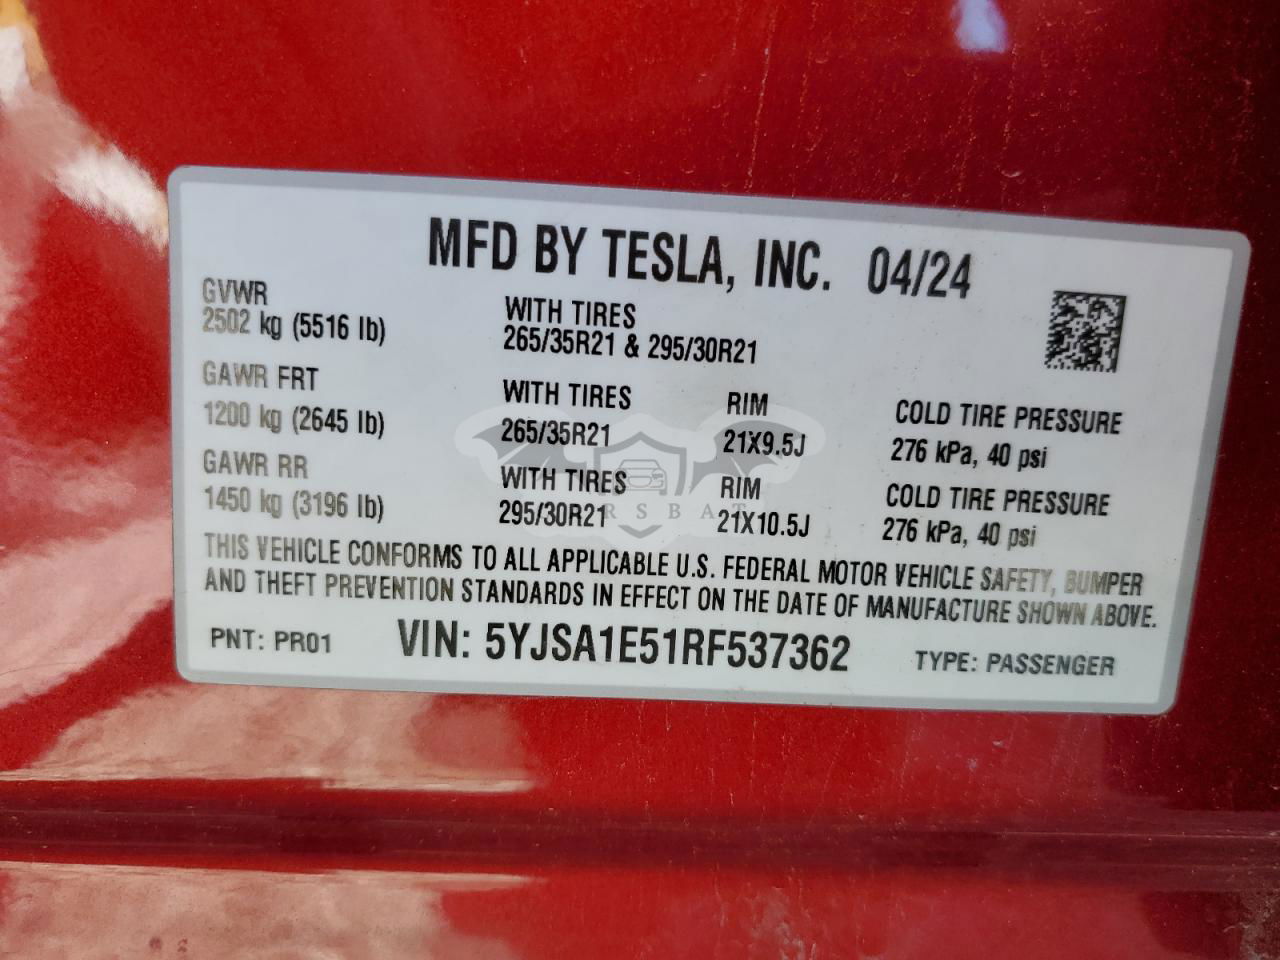 MFD BY TESLA, INC. 04/24
GVWR
2502 kg (5516 lb)
WITH TIRES
265/35R21 & 295/30R21
GAWR FRT
1200 kg (2645 lb)
WITH TIRES
265/35R21
RIM
21X9.5J
COLD TIRE PRESSURE
276 kPa, 40 psi
GAWR RR
1450 kg (3196 lb)
WITH TIRES
295/30R21
RIM
21X10.5J
COLD TIRE PRESSURE
276 kPa, 40 psi
THIS VEHICLE CONFORMS TO ALL APPLICABLE U.S. FEDERAL MOTOR VEHICLE SAFETY, BUMPER
AND THEFT PREVENTION STANDARDS IN EFFECT ON THE DATE OF MANUFACTURE SHOWN ABOVE.
PNT: PR01 VIN: 5YJSA1E51RF537362 TYPE: PASSENGER